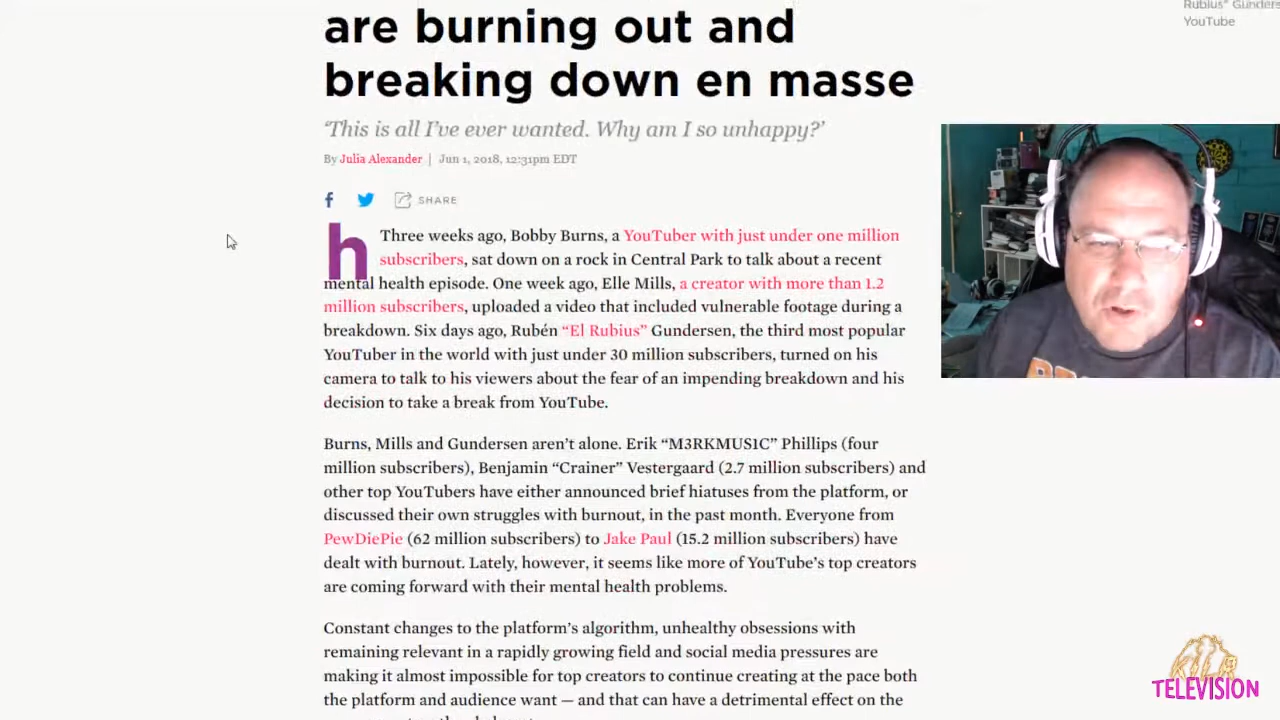 Rubius" Gunders
YouTube
are burning out and
breaking down en masse
‘This is all I’ve ever wanted. Why am I so unhappy?’
By Julia Alexander | Jun 1, 2018, 12:31pm EDT
SHARE
h Three weeks ago, Bobby Burns, a YouTuber with just under one million
subscribers, sat down on a rock in Central Park to talk about a recent
mental health episode. One week ago, Elle Mills, a creator with more than 1.2
million subscribers, uploaded a video that included vulnerable footage during a
breakdown. Six days ago, Rubén “El Rubius” Gundersen, the third most popular
YouTuber in the world with just under 30 million subscribers, turned on his
camera to talk to his viewers about the fear of an impending breakdown and his
decision to take a break from YouTube.
Burns, Mills and Gundersen aren’t alone. Erik “M3RKMUS1C” Phillips (four
million subscribers), Benjamin “Crainer” Vestergaard (2.7 million subscribers) and
other top YouTubers have either announced brief hiatuses from the platform, or
discussed their own struggles with burnout, in the past month. Everyone from
PewDiePie (62 million subscribers) to Jake Paul (15.2 million subscribers) have
dealt with burnout. Lately, however, it seems like more of YouTube’s top creators
are coming forward with their mental health problems.
Constant changes to the platform’s algorithm, unhealthy obsessions with
remaining relevant in a rapidly growing field and social media pressures are
making it almost impossible for top creators to continue creating at the pace both
the platform and audience want — and that can have a detrimental effect on the
TELEVISION